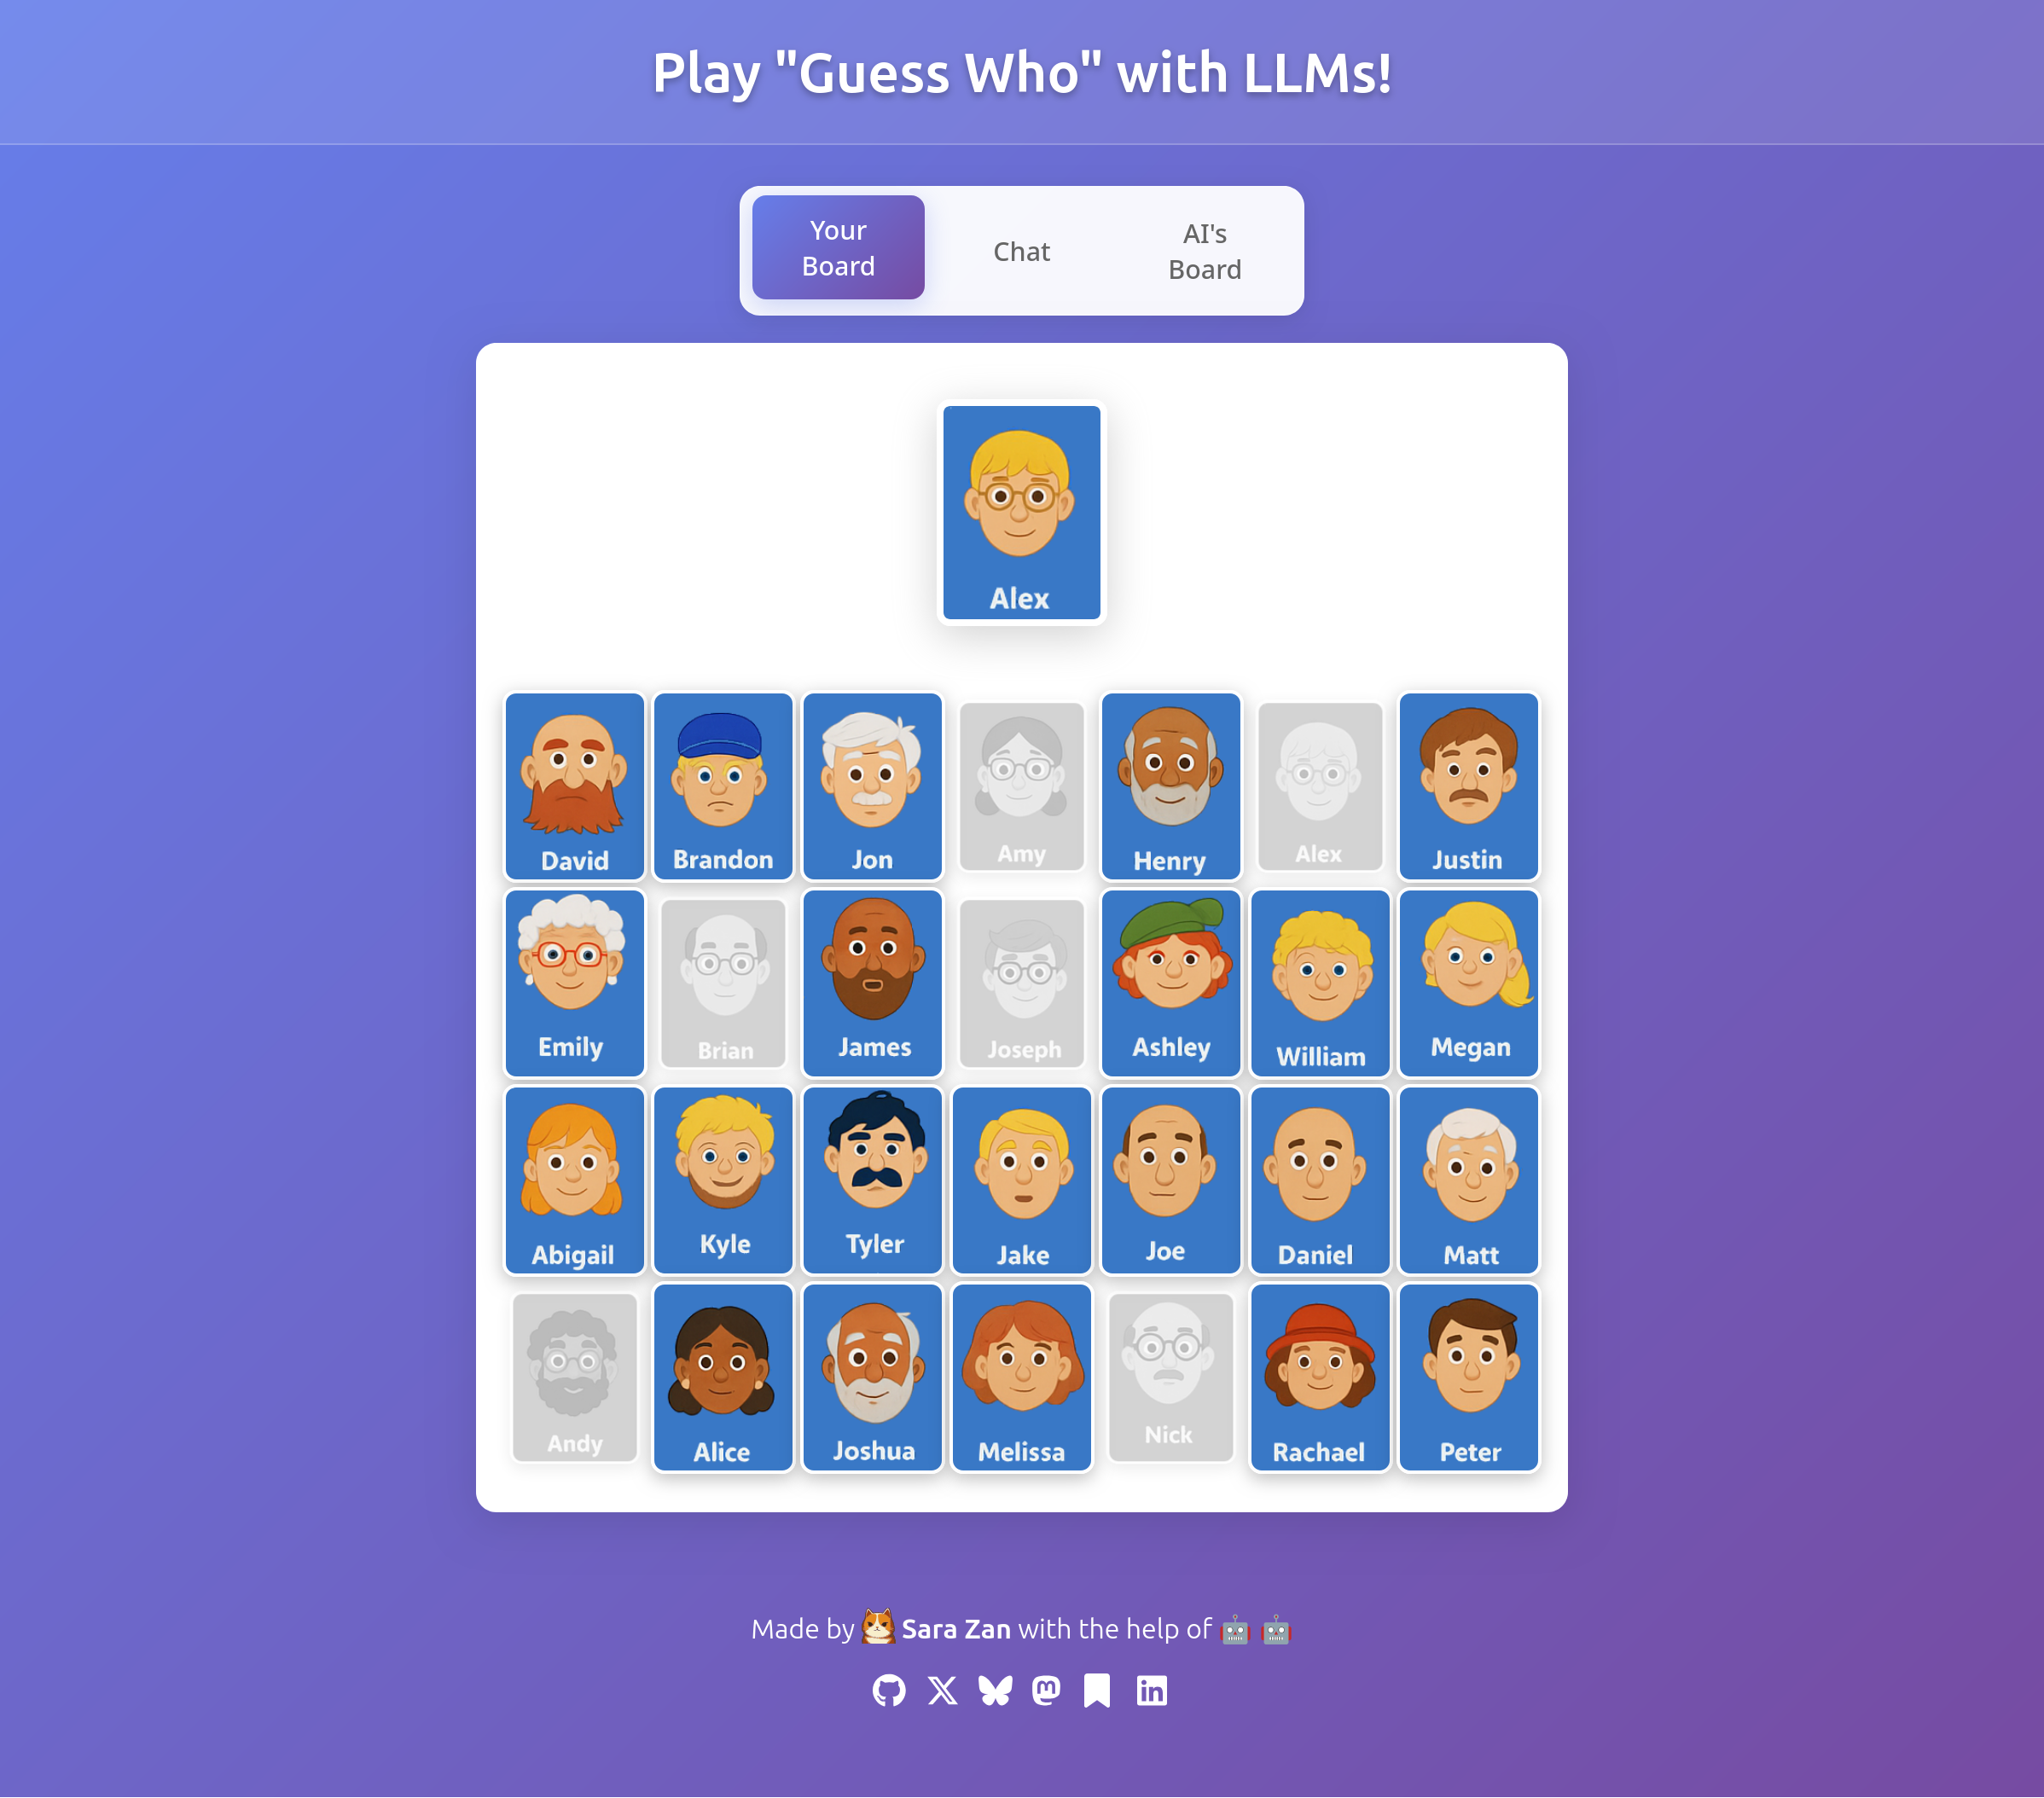 Play "Guess Who" with LLMs!
Your
Board
Chat
AI's
Board
Alex
David
Brandon
Jon
Amy
Henry
Alex
Justin
Emily
Brian
James
Joseph
Ashley
William
Megan
Abigail
Kyle
Tyler
Jake
Joe
Daniel
Matt
Andy
Alice
Joshua
Melissa
Nick
Rachael
Peter
Made by Sara Zan with the help of